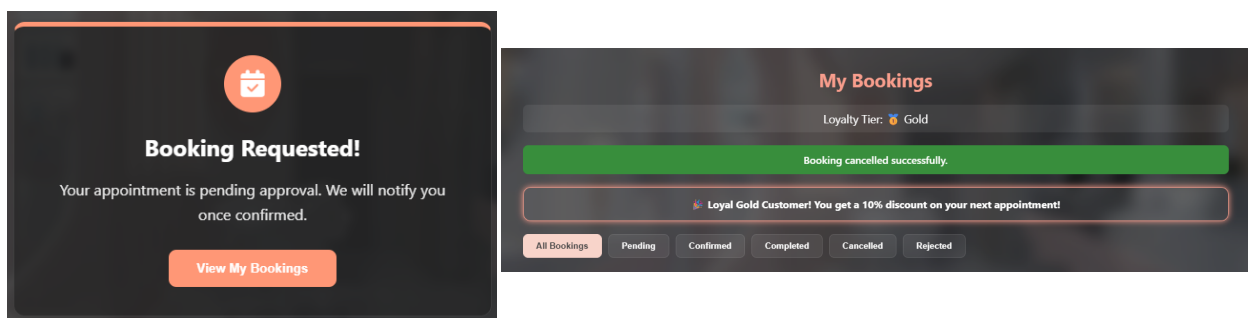 Booking Requested!
Your appointment is pending approval. We will notify you
once confirmed.
View My Bookings
My Bookings
Loyalty Tier: 🥇 Gold
Booking cancelled successfully.
🎉 Loyal Gold Customer! You get a 10% discount on your next appointment!
All Bookings Pending Confirmed Completed Cancelled Rejected